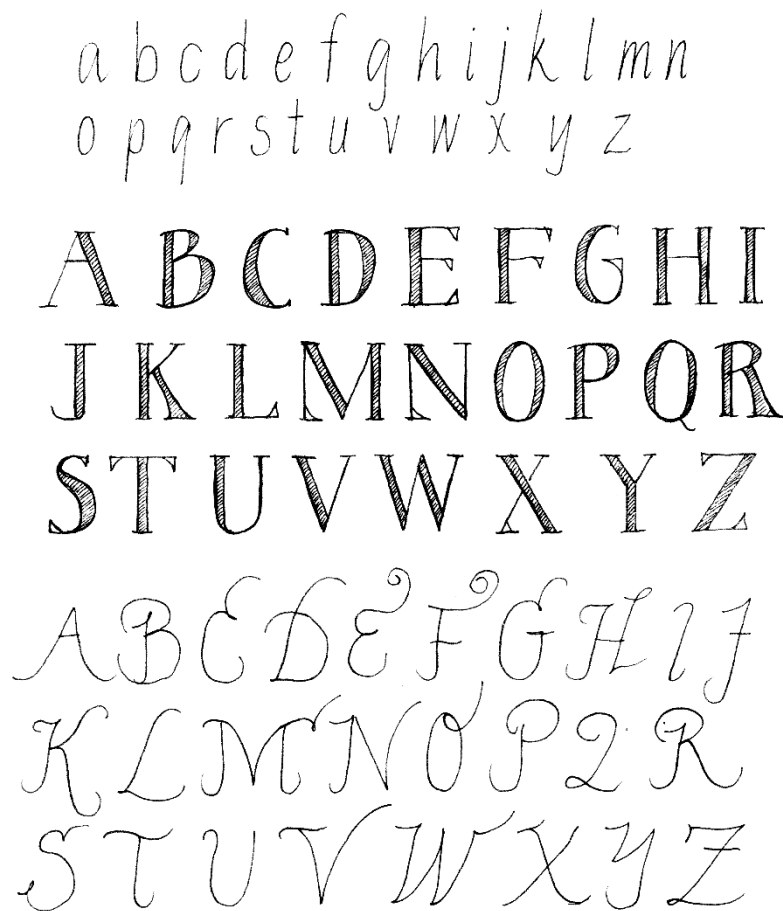 a b c d e f g h i j k l m n
o p q r s t u v w x y z
A B C D E F G H I
J K L M N O P Q R
S T U V W X Y Z
A B C D E F G H I J
K L M N O P Q R
S T U V W X Y Z